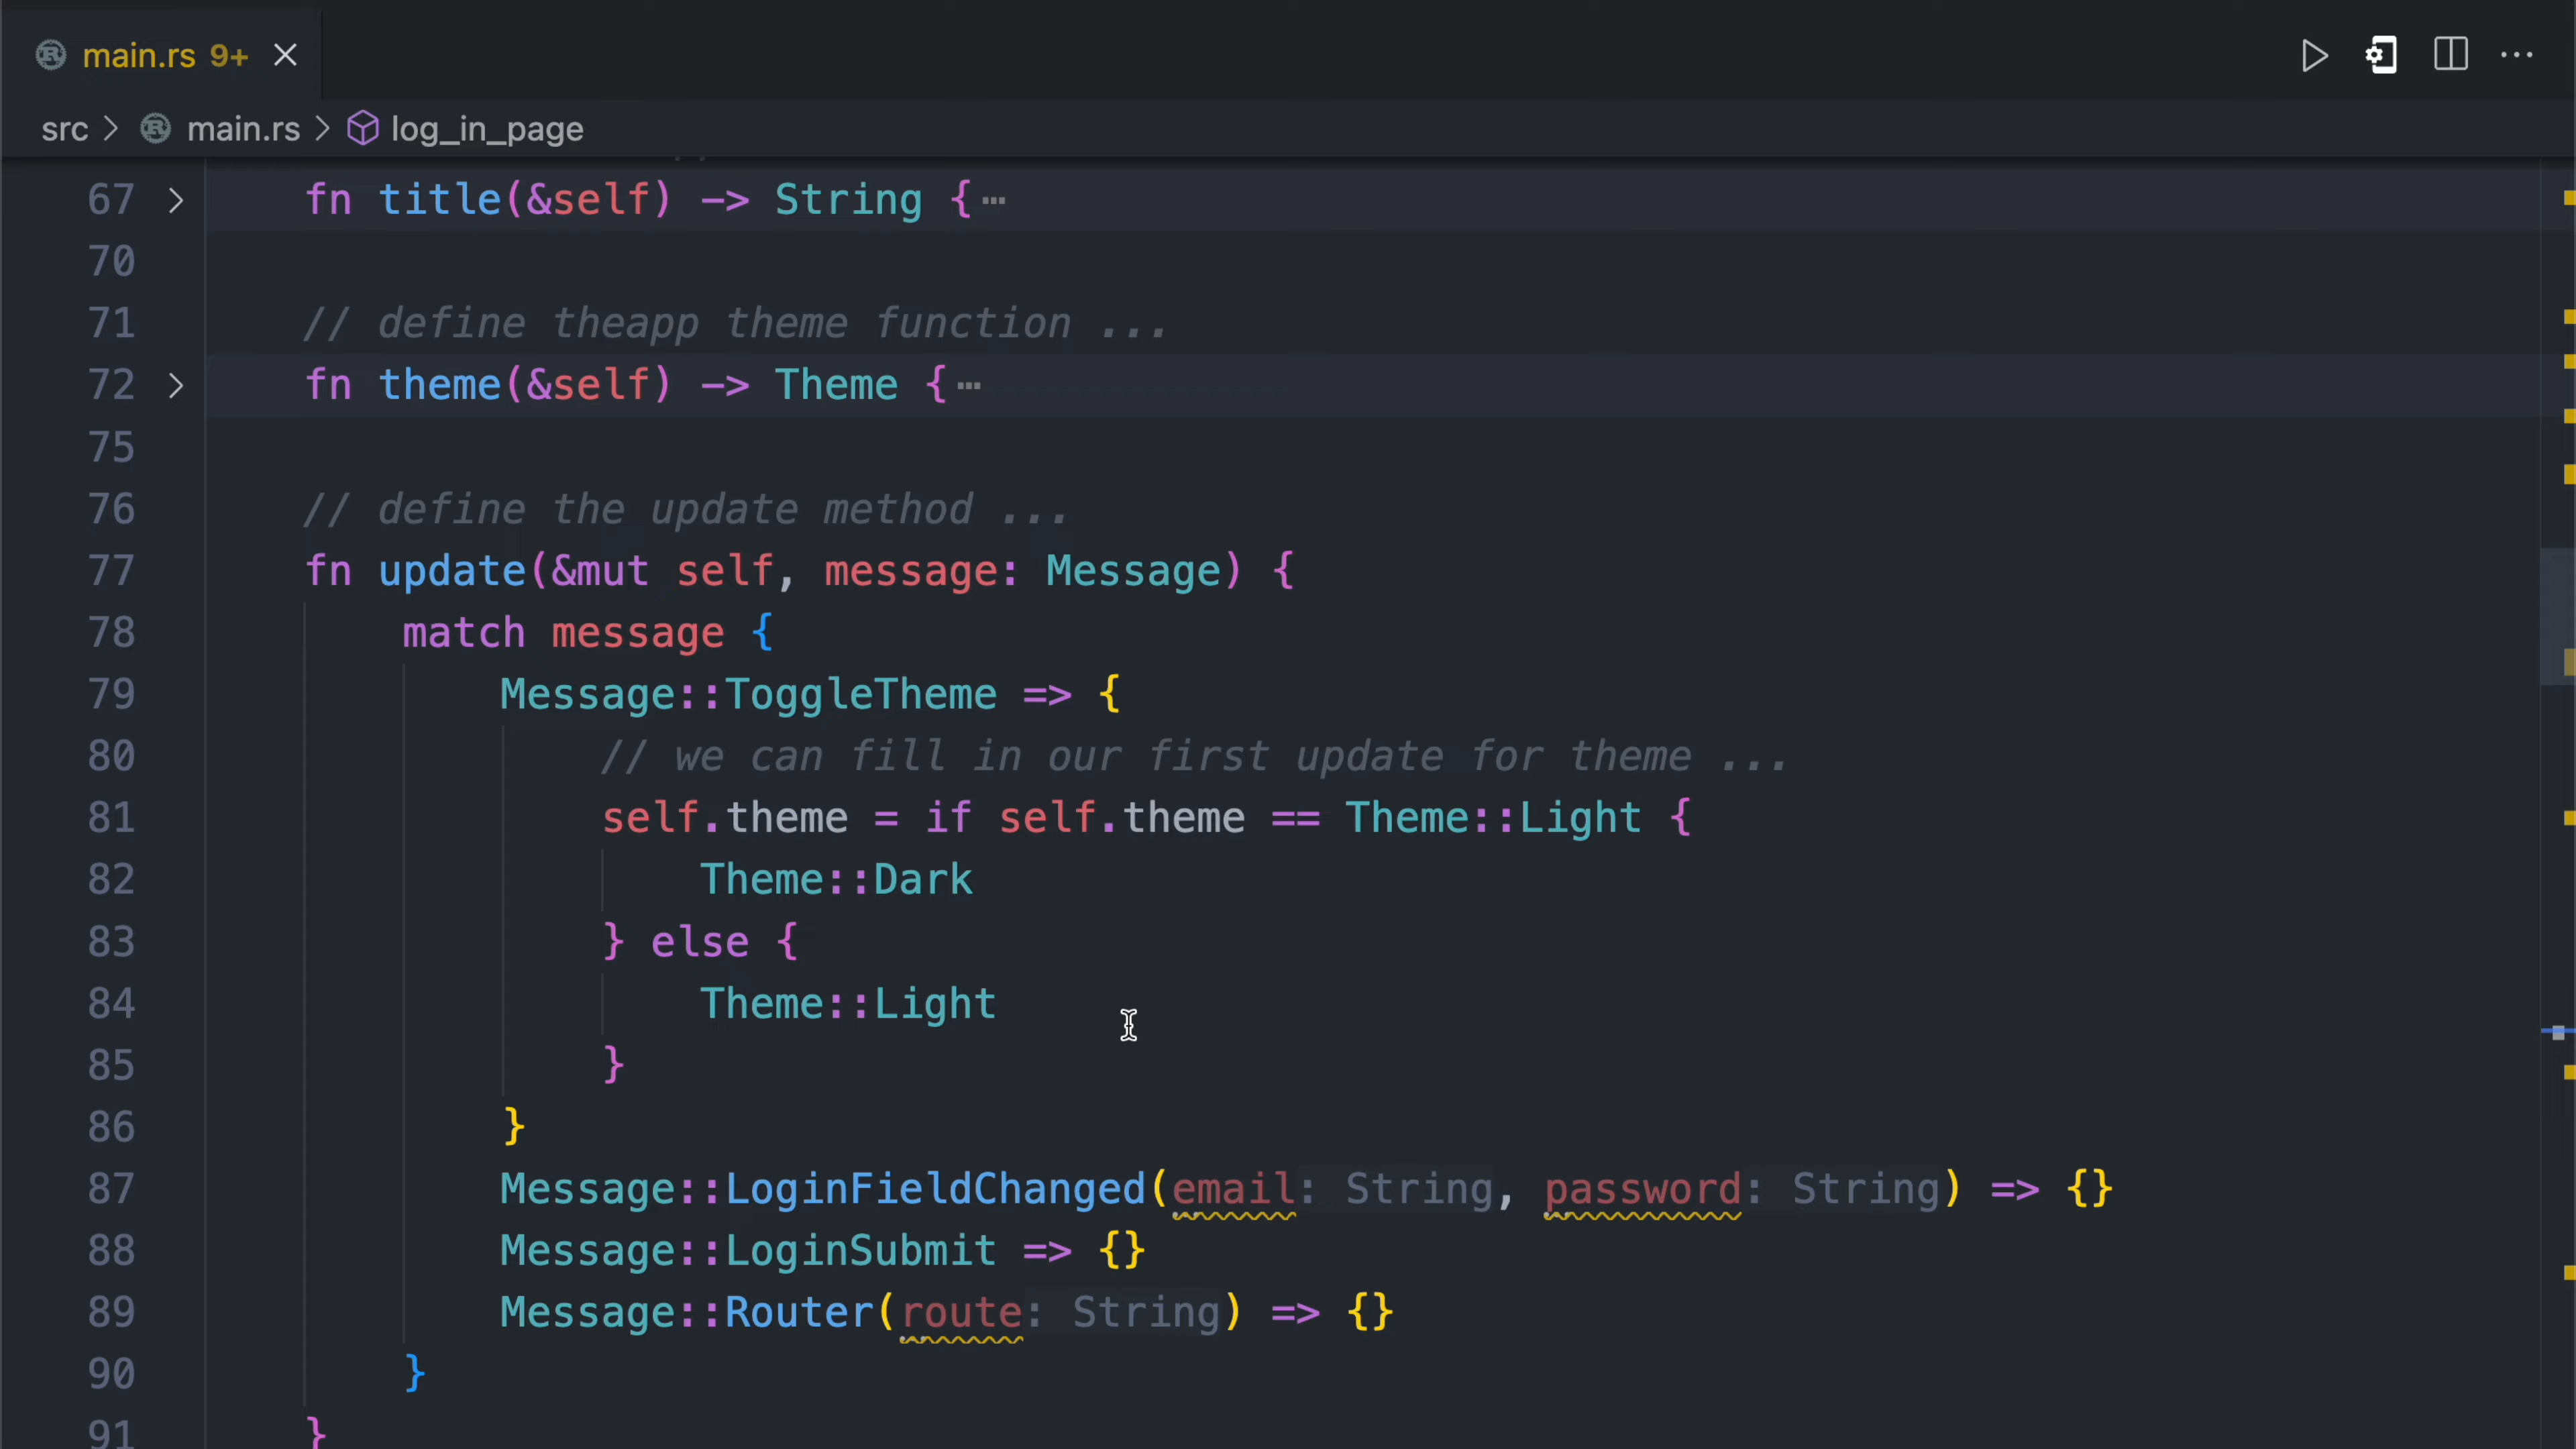 main.rs 9+
src > main.rs > log_in_page
67 fn title(&self) -> String {…
70
71 // define theapp theme function ...
72 fn theme(&self) -> Theme {…
75
76 // define the update method ...
77 fn update(&mut self, message: Message) {
78 match message {
79 Message::ToggleTheme => {
80 // we can fill in our first update for theme ...
81 self.theme = if self.theme == Theme::Light {
82 Theme::Dark
83 } else {
84 Theme::Light
85 }
86 }
87 Message::LoginFieldChanged(email: String, password: String) => {}
88 Message::LoginSubmit => {}
89 Message::Router(route: String) => {}
90 }
91 }